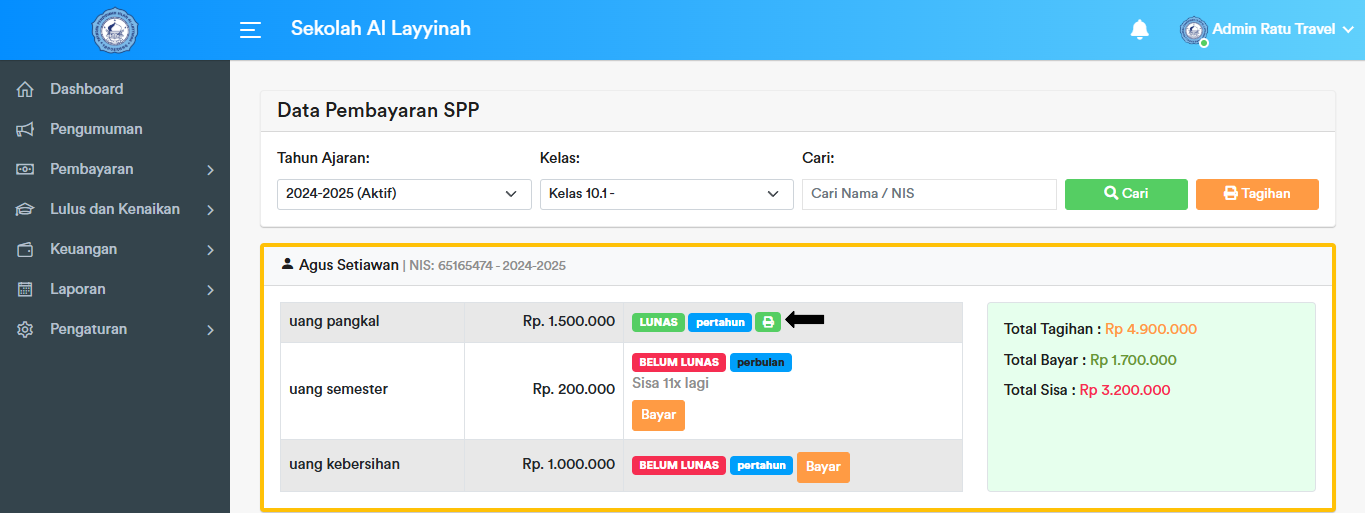 Sekolah Al Layyinah
Admin Ratu Travel
Dashboard
Pengumuman
Pembayaran
Lulus dan Kenaikan
Keuangan
Laporan
Pengaturan
Data Pembayaran SPP
Tahun Ajaran: Kelas: Cari:
2024-2025 (Aktif) Kelas 10.1 - Cari Nama / NIS Cari Tagihan
Agus Setiawan | NIS: 65165474 - 2024-2025
uang pangkal Rp. 1.500.000 LUNAS pertahun
uang semester Rp. 200.000 BELUM LUNAS perbulan
Sisa 11x lagi
Bayar
uang kebersihan Rp. 1.000.000 BELUM LUNAS pertahun Bayar
Total Tagihan : Rp 4.900.000
Total Bayar : Rp 1.700.000
Total Sisa : Rp 3.200.000